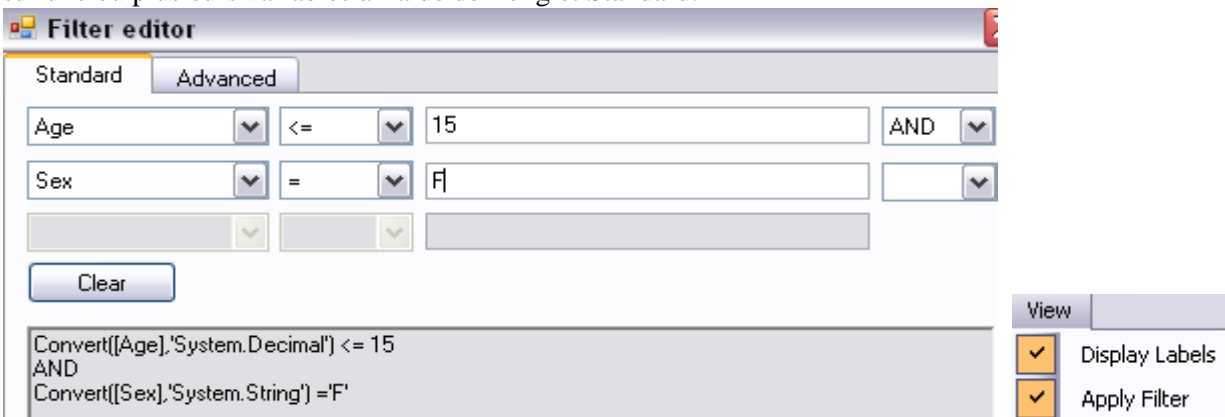 Filter editor
Standard Advanced
Age <= 15 AND
Sex = F
Clear
Convert([Age],'System.Decimal') <= 15
AND
Convert([Sex],'System.String') ='F'
View
Display Labels
Apply Filter